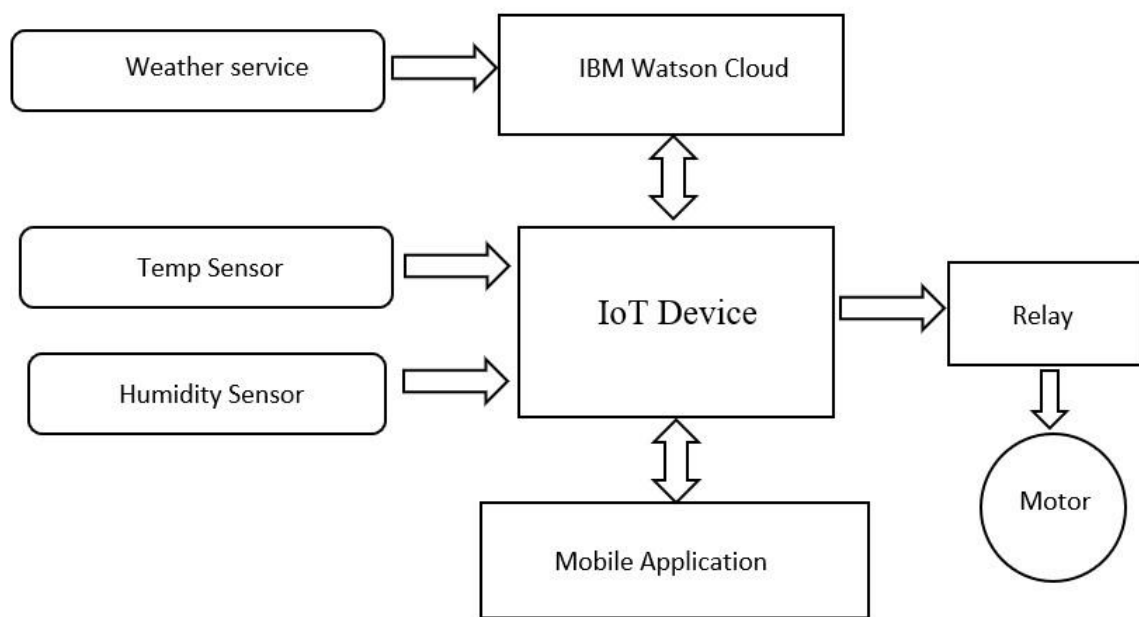 Weather service
IBM Watson Cloud
Temp Sensor
IoT Device
Relay
Humidity Sensor
Motor
Mobile Application